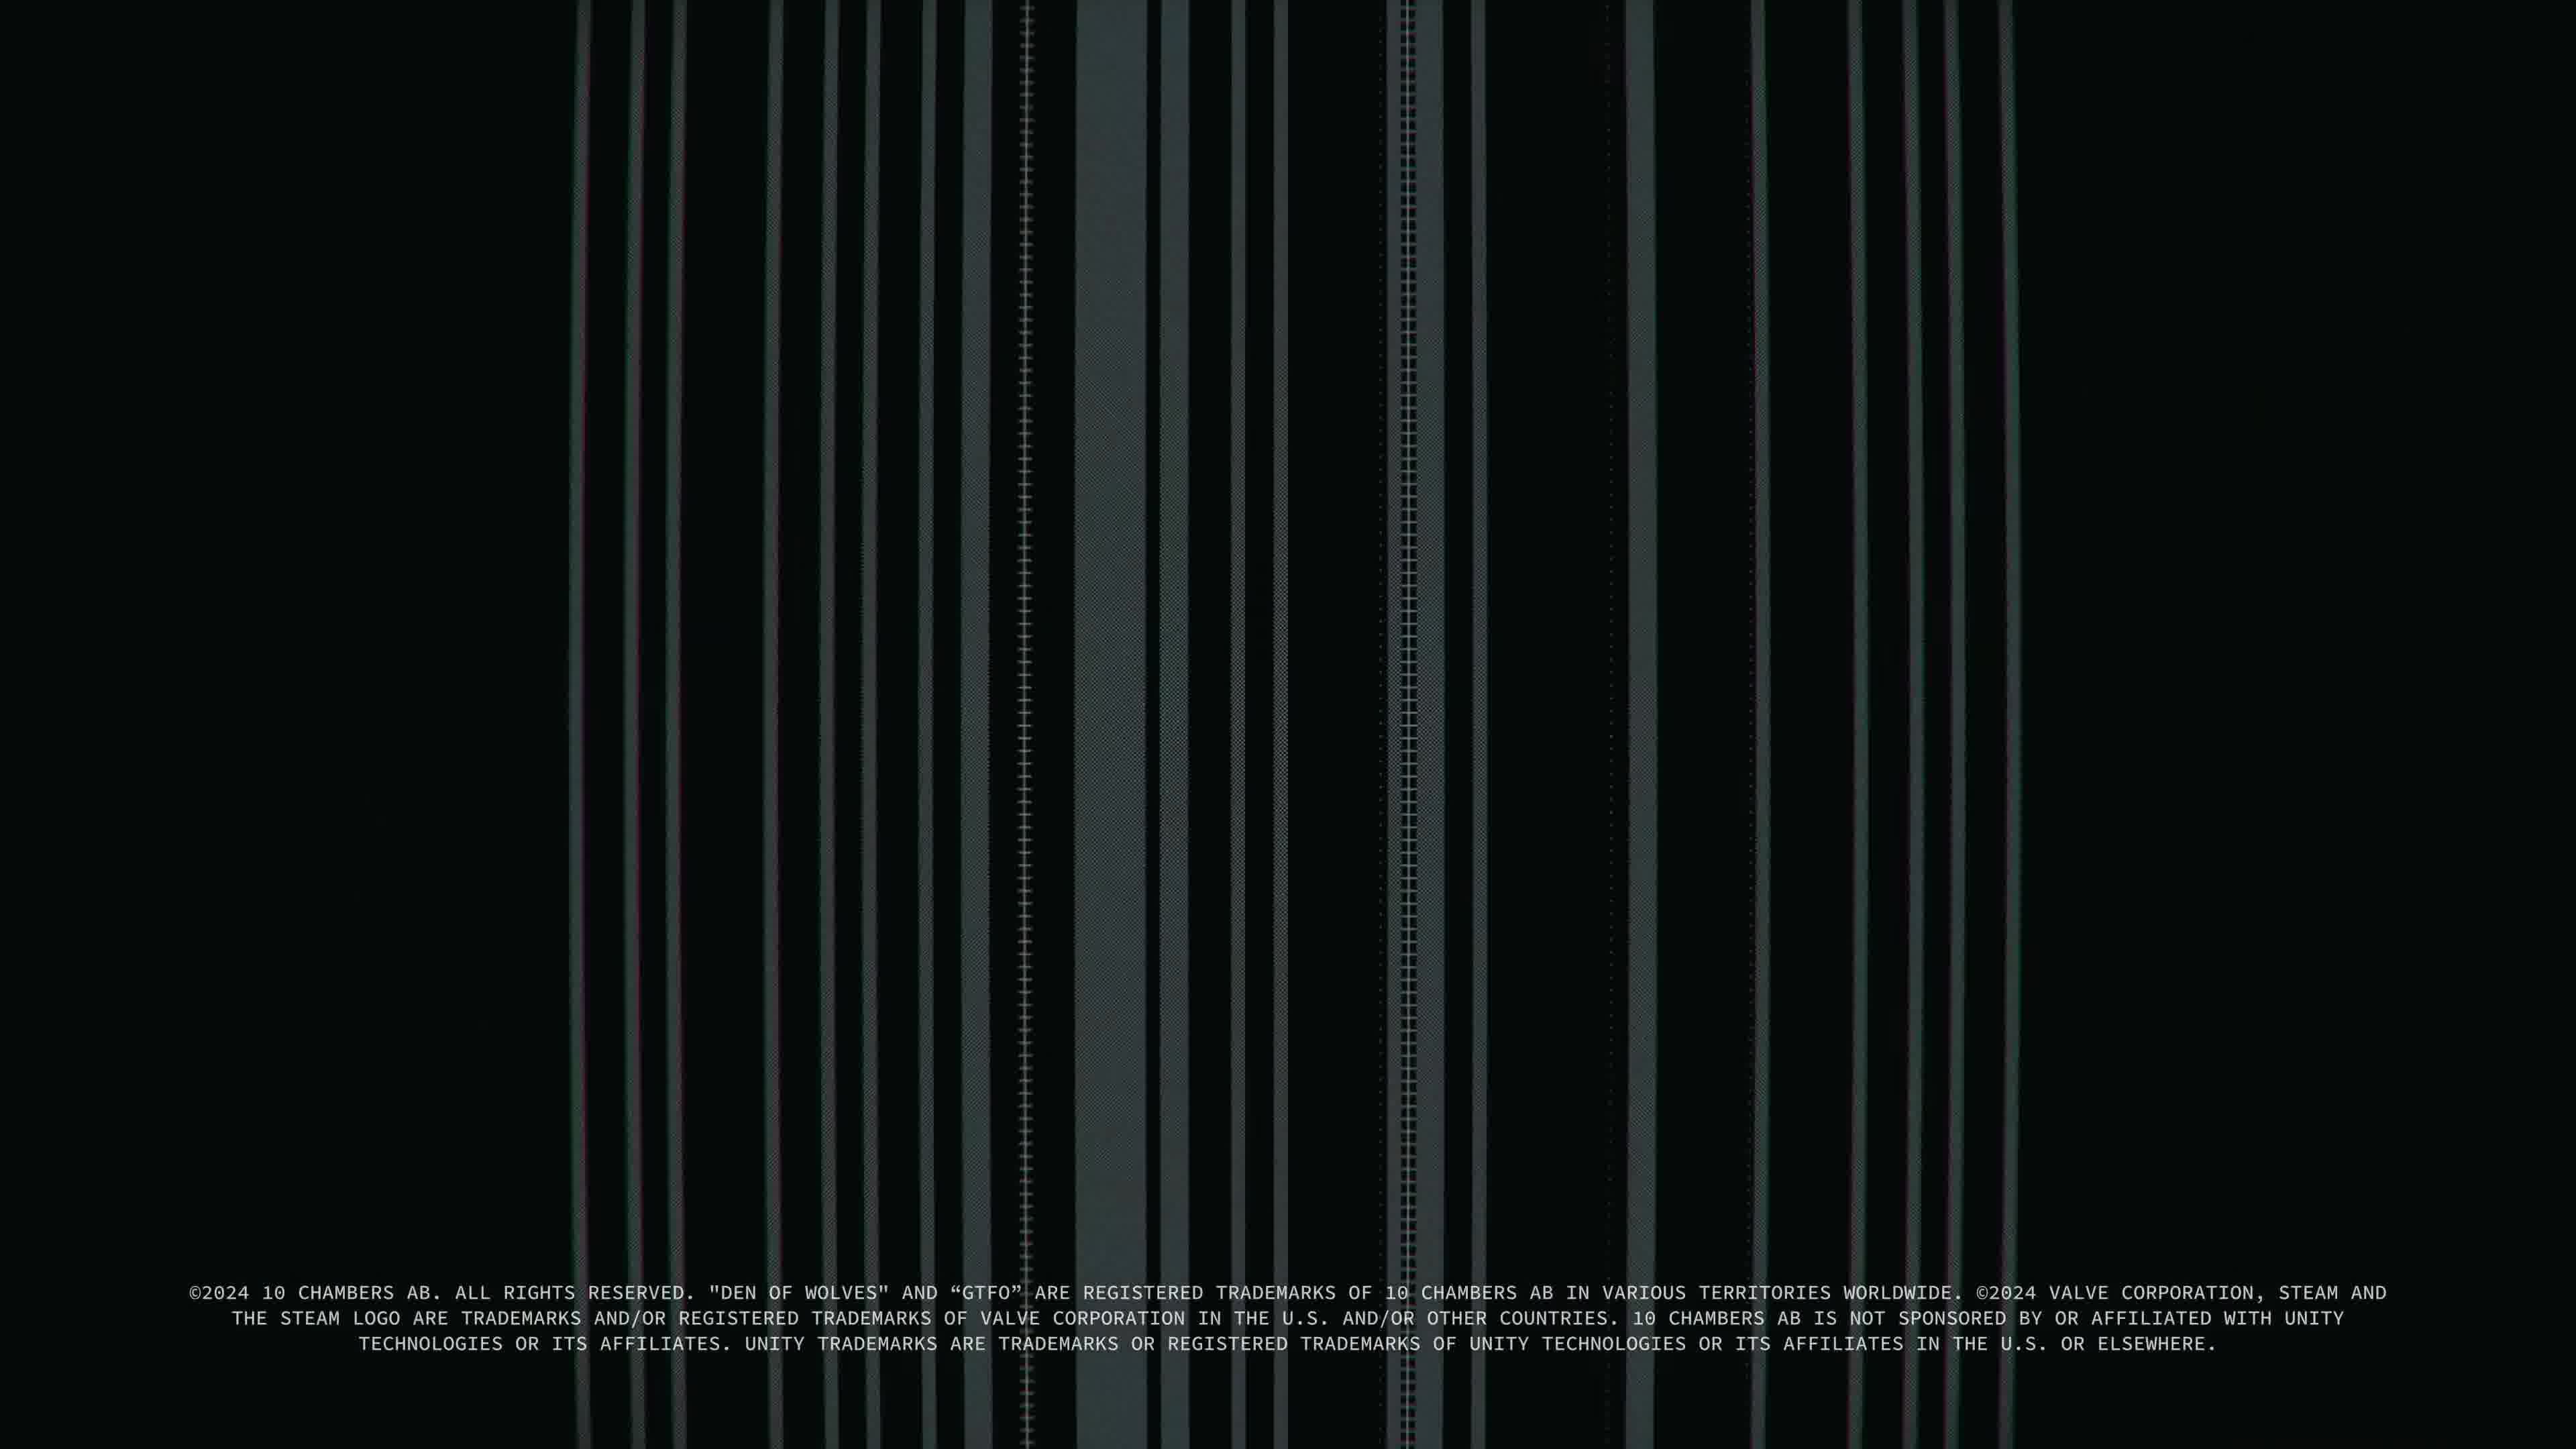 ©2024 10 CHAMBERS AB. ALL RIGHTS RESERVED. "DEN OF WOLVES" AND “GTFO” ARE REGISTERED TRADEMARKS OF 10 CHAMBERS AB IN VARIOUS TERRITORIES WORLDWIDE. ©2024 VALVE CORPORATION, STEAM AND
THE STEAM LOGO ARE TRADEMARKS AND/OR REGISTERED TRADEMARKS OF VALVE CORPORATION IN THE U.S. AND/OR OTHER COUNTRIES. 10 CHAMBERS AB IS NOT SPONSORED BY OR AFFILIATED WITH UNITY
TECHNOLOGIES OR ITS AFFILIATES. UNITY TRADEMARKS ARE TRADEMARKS OR REGISTERED TRADEMARKS OF UNITY TECHNOLOGIES OR ITS AFFILIATES IN THE U.S. OR ELSEWHERE.